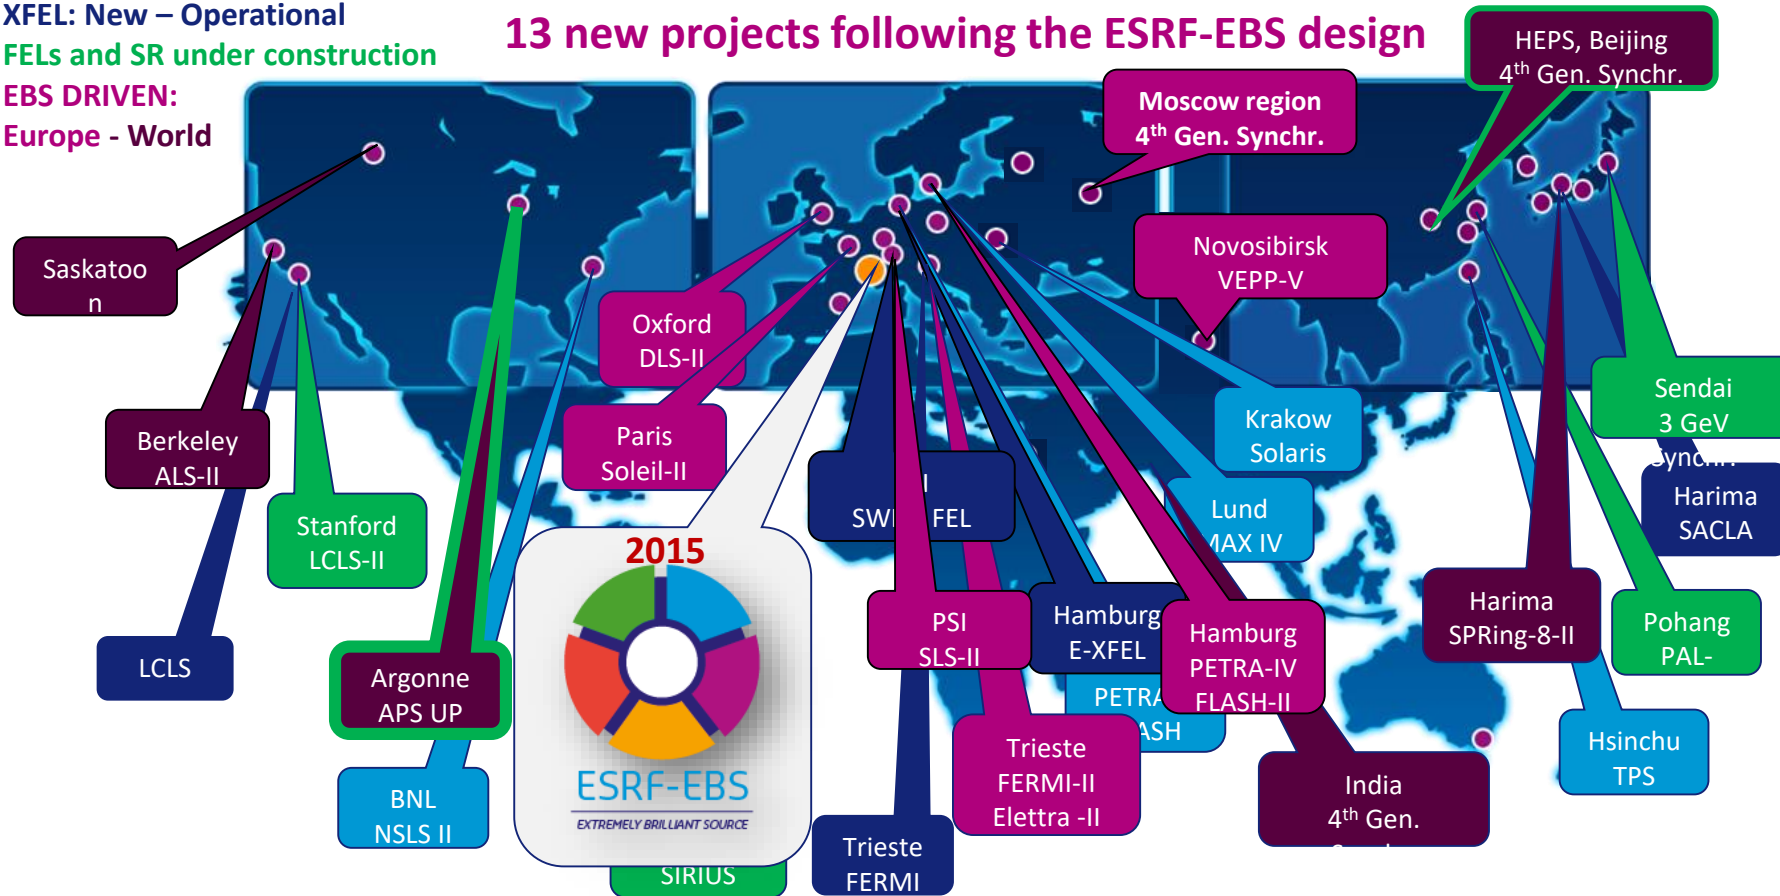 XFEL: New – Operational
FELs and SR under construction
EBS DRIVEN:
Europe - World
13 new projects following the ESRF-EBS design
HEPS, Beijing
4th Gen. Synchr.
Moscow region
4th Gen. Synchr.
Novosibirsk
VEPP-V
Saskatoo
n
Oxford
DLS-II
Berkeley
ALS-II
Paris
Soleil-II
Krakow
Solaris
Sendai
3 GeV
Synchr.
Stanford
LCLS-II
SWI FEL
Lund
MAX IV
Harima
SACLA
2015
ESRF-EBS
EXTREMELY BRILLIANT SOURCE
LCLS
Argonne
APS UP
PSI
SLS-II
Hamburg
E-XFEL
Hamburg
PETRA-IV
FLASH-II
PETRA
ASH
Harima
SPRing-8-II
Pohang
PAL-
Trieste
FERMI-II
Elettra -II
Hsinchu
TPS
BNL
NSLS II
India
4th Gen.
Trieste
FERMI
SIRIUS